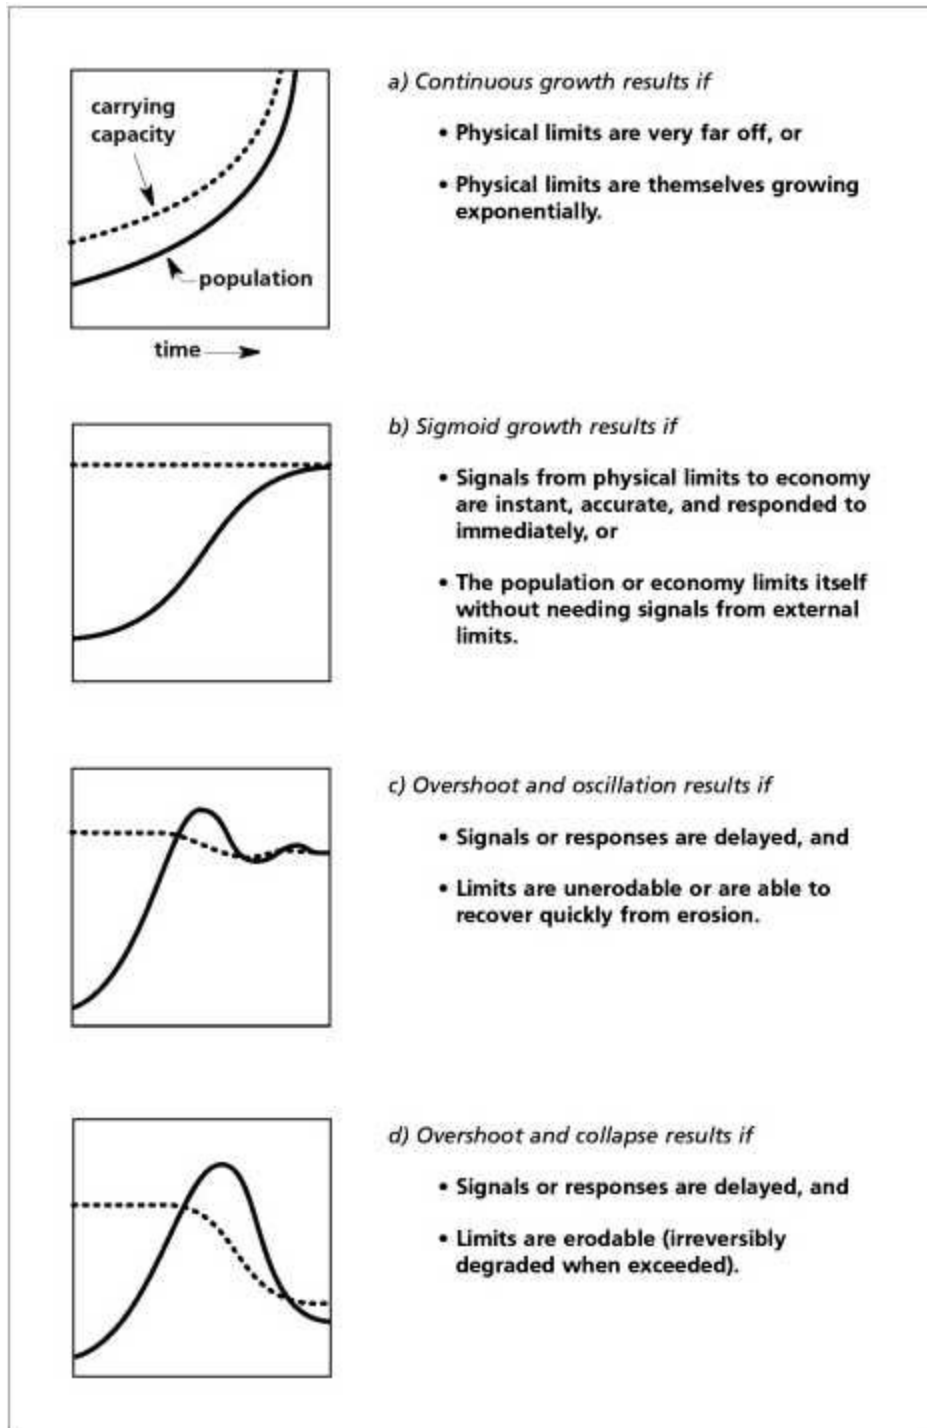 carrying
capacity
population
time
a) Continuous growth results if
• Physical limits are very far off, or
• Physical limits are themselves growing
exponentially.
b) Sigmoid growth results if
• Signals from physical limits to economy
are instant, accurate, and responded to
immediately, or
• The population or economy limits itself
without needing signals from external
limits.
c) Overshoot and oscillation results if
• Signals or responses are delayed, and
• Limits are unerodable or are able to
recover quickly from erosion.
d) Overshoot and collapse results if
• Signals or responses are delayed, and
• Limits are erodable (irreversibly
degraded when exceeded).